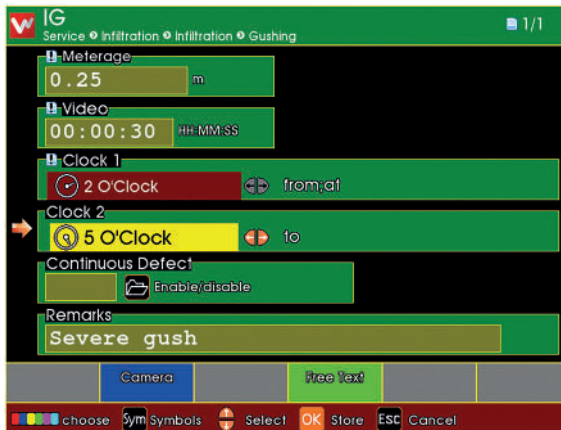 IG
Service Infiltration Infiltration Gushing
1/1
Meterage
0.25 m
Video
00:00:30 HH:MM:SS
Clock 1
2 O'Clock from;at
Clock 2
5 O'Clock to
Continuous Defect
Enable/disable
Remarks
Severe gush
Camera Free Text
choose Sym Symbols Select OK Store Esc Cancel